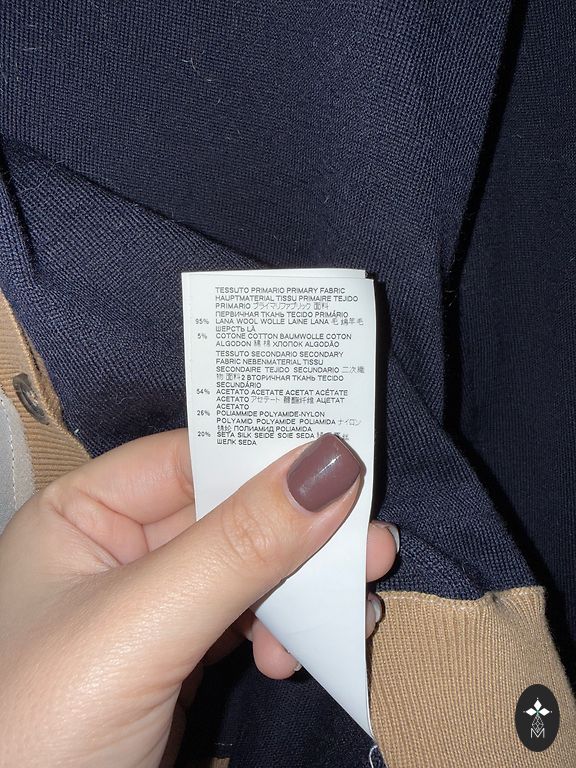 TESSUTO PRIMARIO PRIMARY FABRIC
HAUPTMATERIAL TISSU PRIMAIRE TEJIDO
PRIMARIO プライマリファブリック 面料
ПЕРВИЧНАЯ ТКАНЬ TECIDO PRIMÁRIO
95% LANA WOOL WOLLE LAINE LANA 毛 绵羊毛
ШЕРСТЬ LÃ
5% COTONE COTTON BAUMWOLLE COTON
ALGODON 綿 棉 ХЛОПОК ALGODÃO
TESSUTO SECONDARIO SECONDARY
FABRIC NEBENMATERIAL TISSU
SECONDAIRE TEJIDO SECUNDARIO 二次織
物 面料2 ВТОРИЧНАЯ ТКАНЬ TECIDO
SECUNDÁRIO
54% ACETATO ACETATE ACETAT ACÉTATE
ACETATO アセテート 醋酯纤维 АЦЕТАТ
ACETATO
26% POLIAMMIDE POLYAMIDE-NYLON
POLYAMID POLYAMIDE POLIAMIDA ナイロン
锦纶 ПОЛИАМИД POLIAMIDA
20% SETA SILK SEIDE SOIE SEDA
ШЕЛК SEDA
M